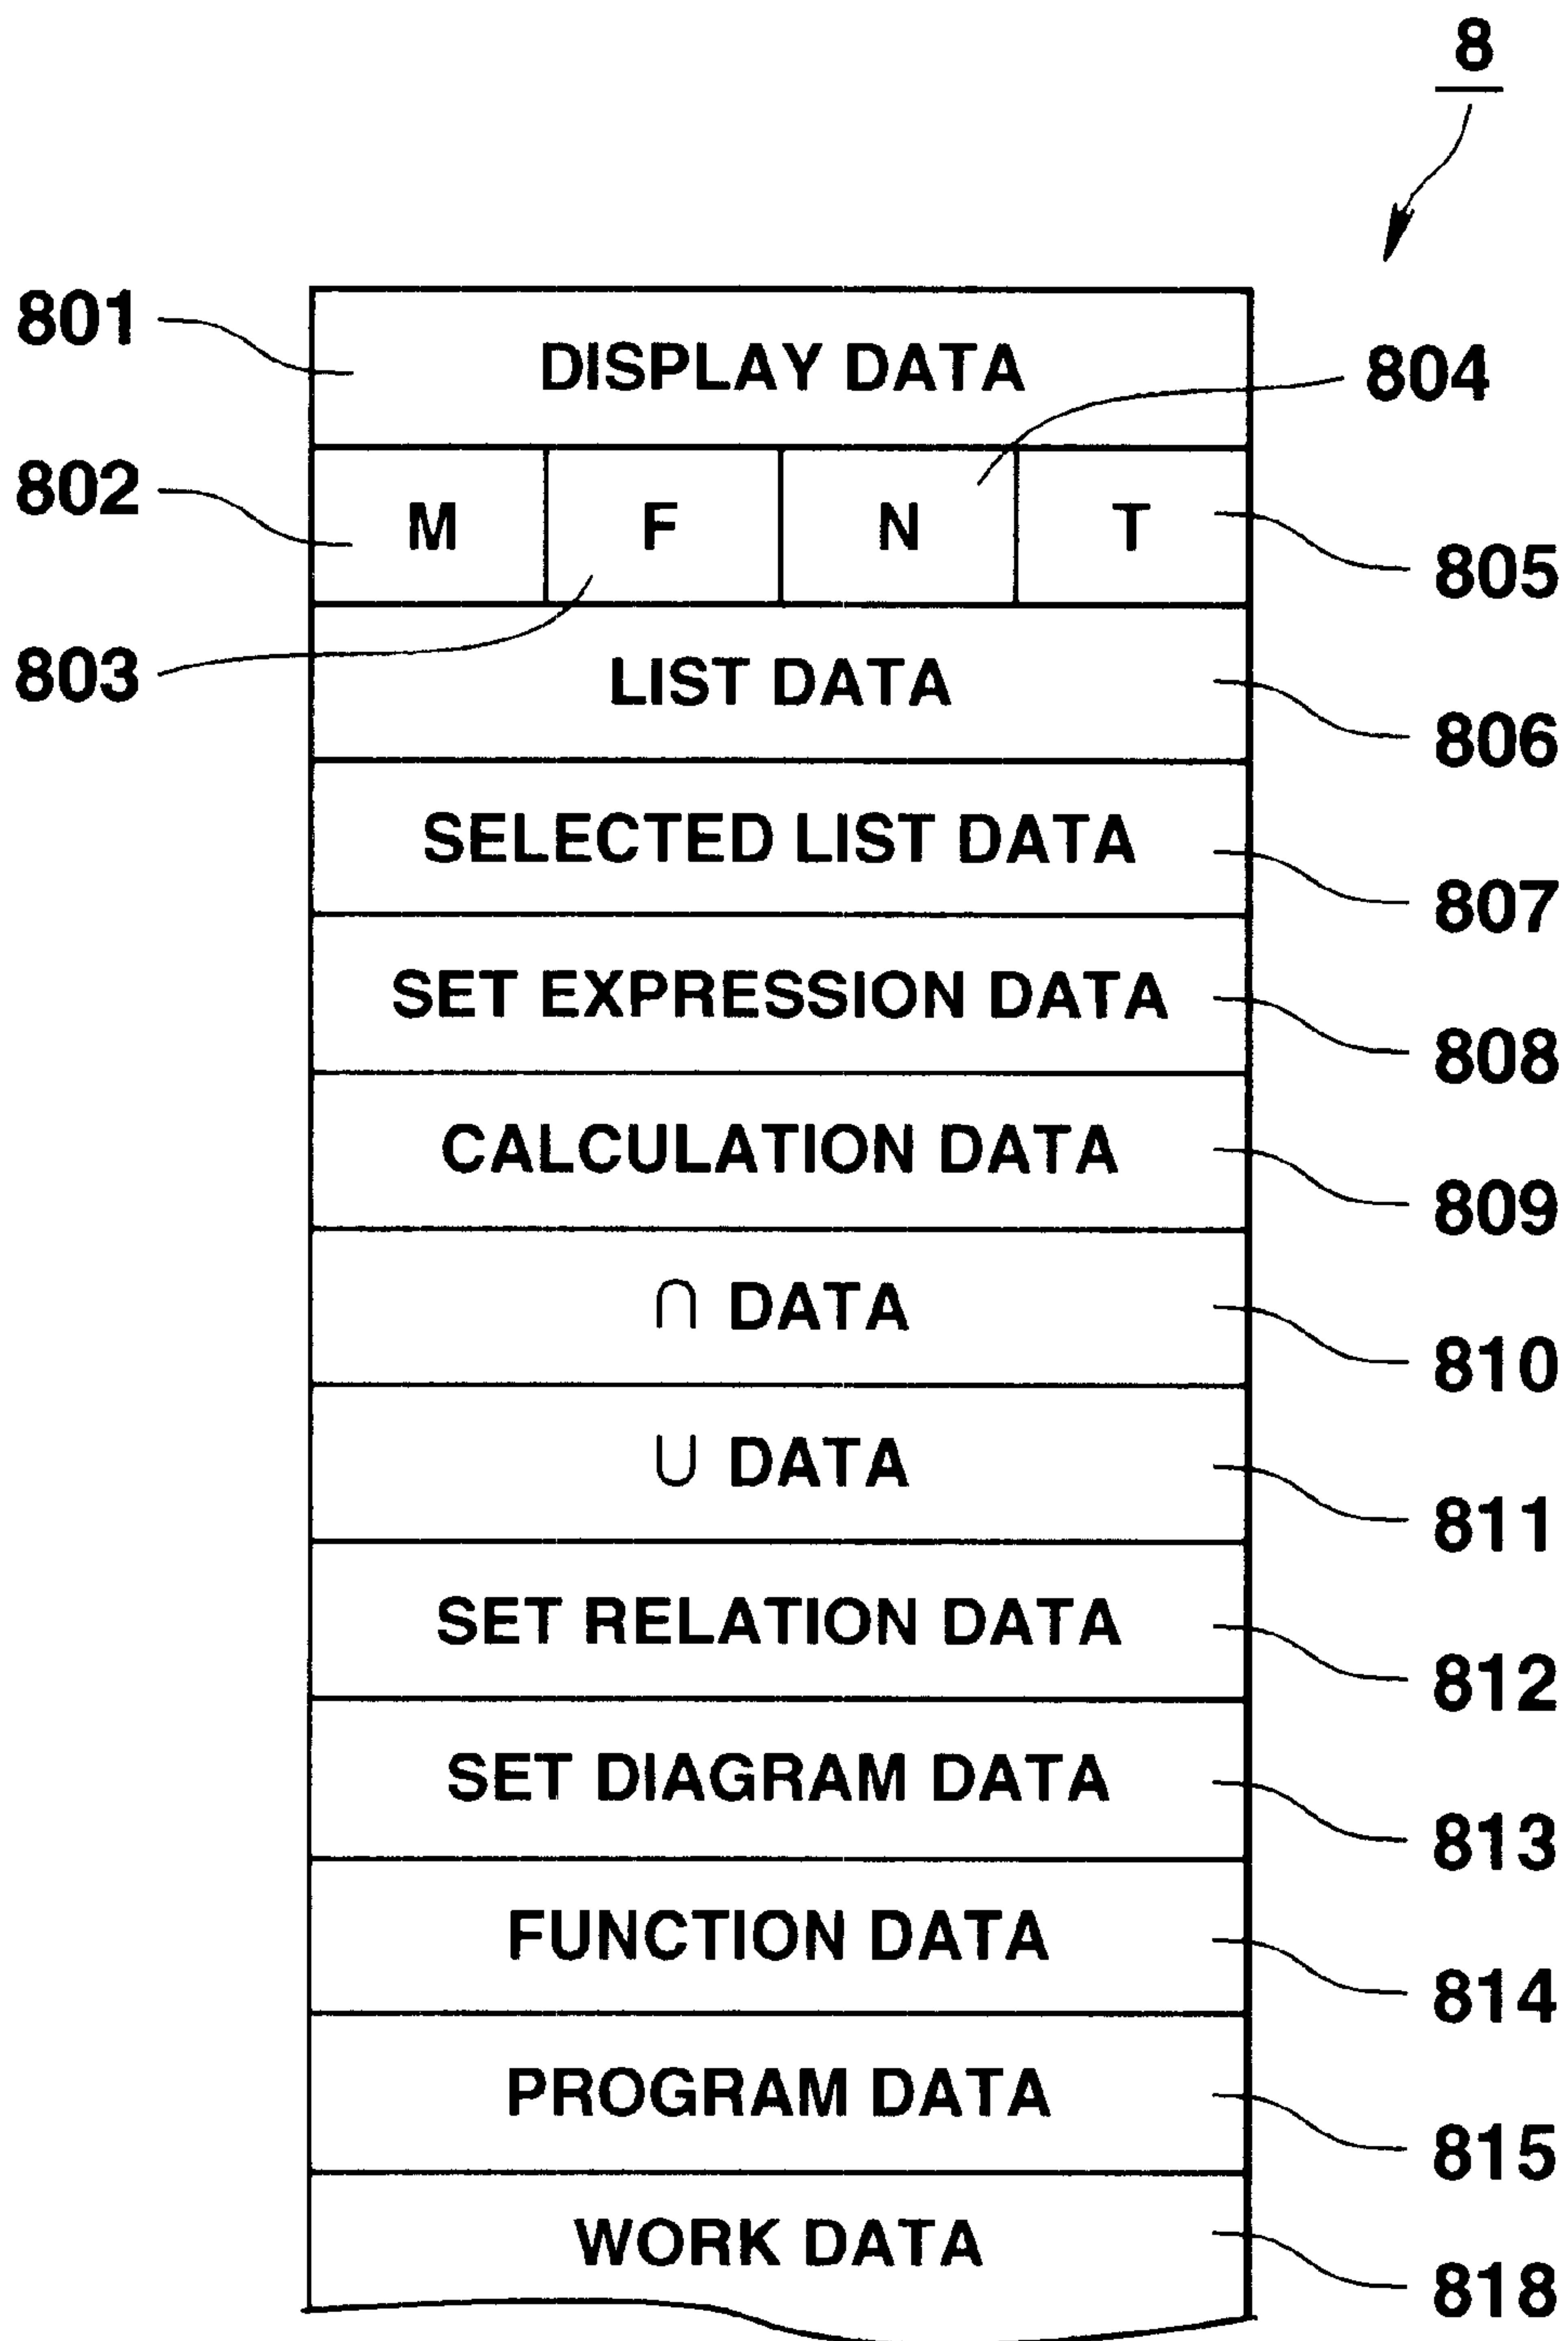 8
801 DISPLAY DATA 804
802 M F N T 805
803 LIST DATA 806
SELECTED LIST DATA 807
SET EXPRESSION DATA 808
CALCULATION DATA 809
∩ DATA 810
∪ DATA 811
SET RELATION DATA 812
SET DIAGRAM DATA 813
FUNCTION DATA 814
PROGRAM DATA 815
WORK DATA 818